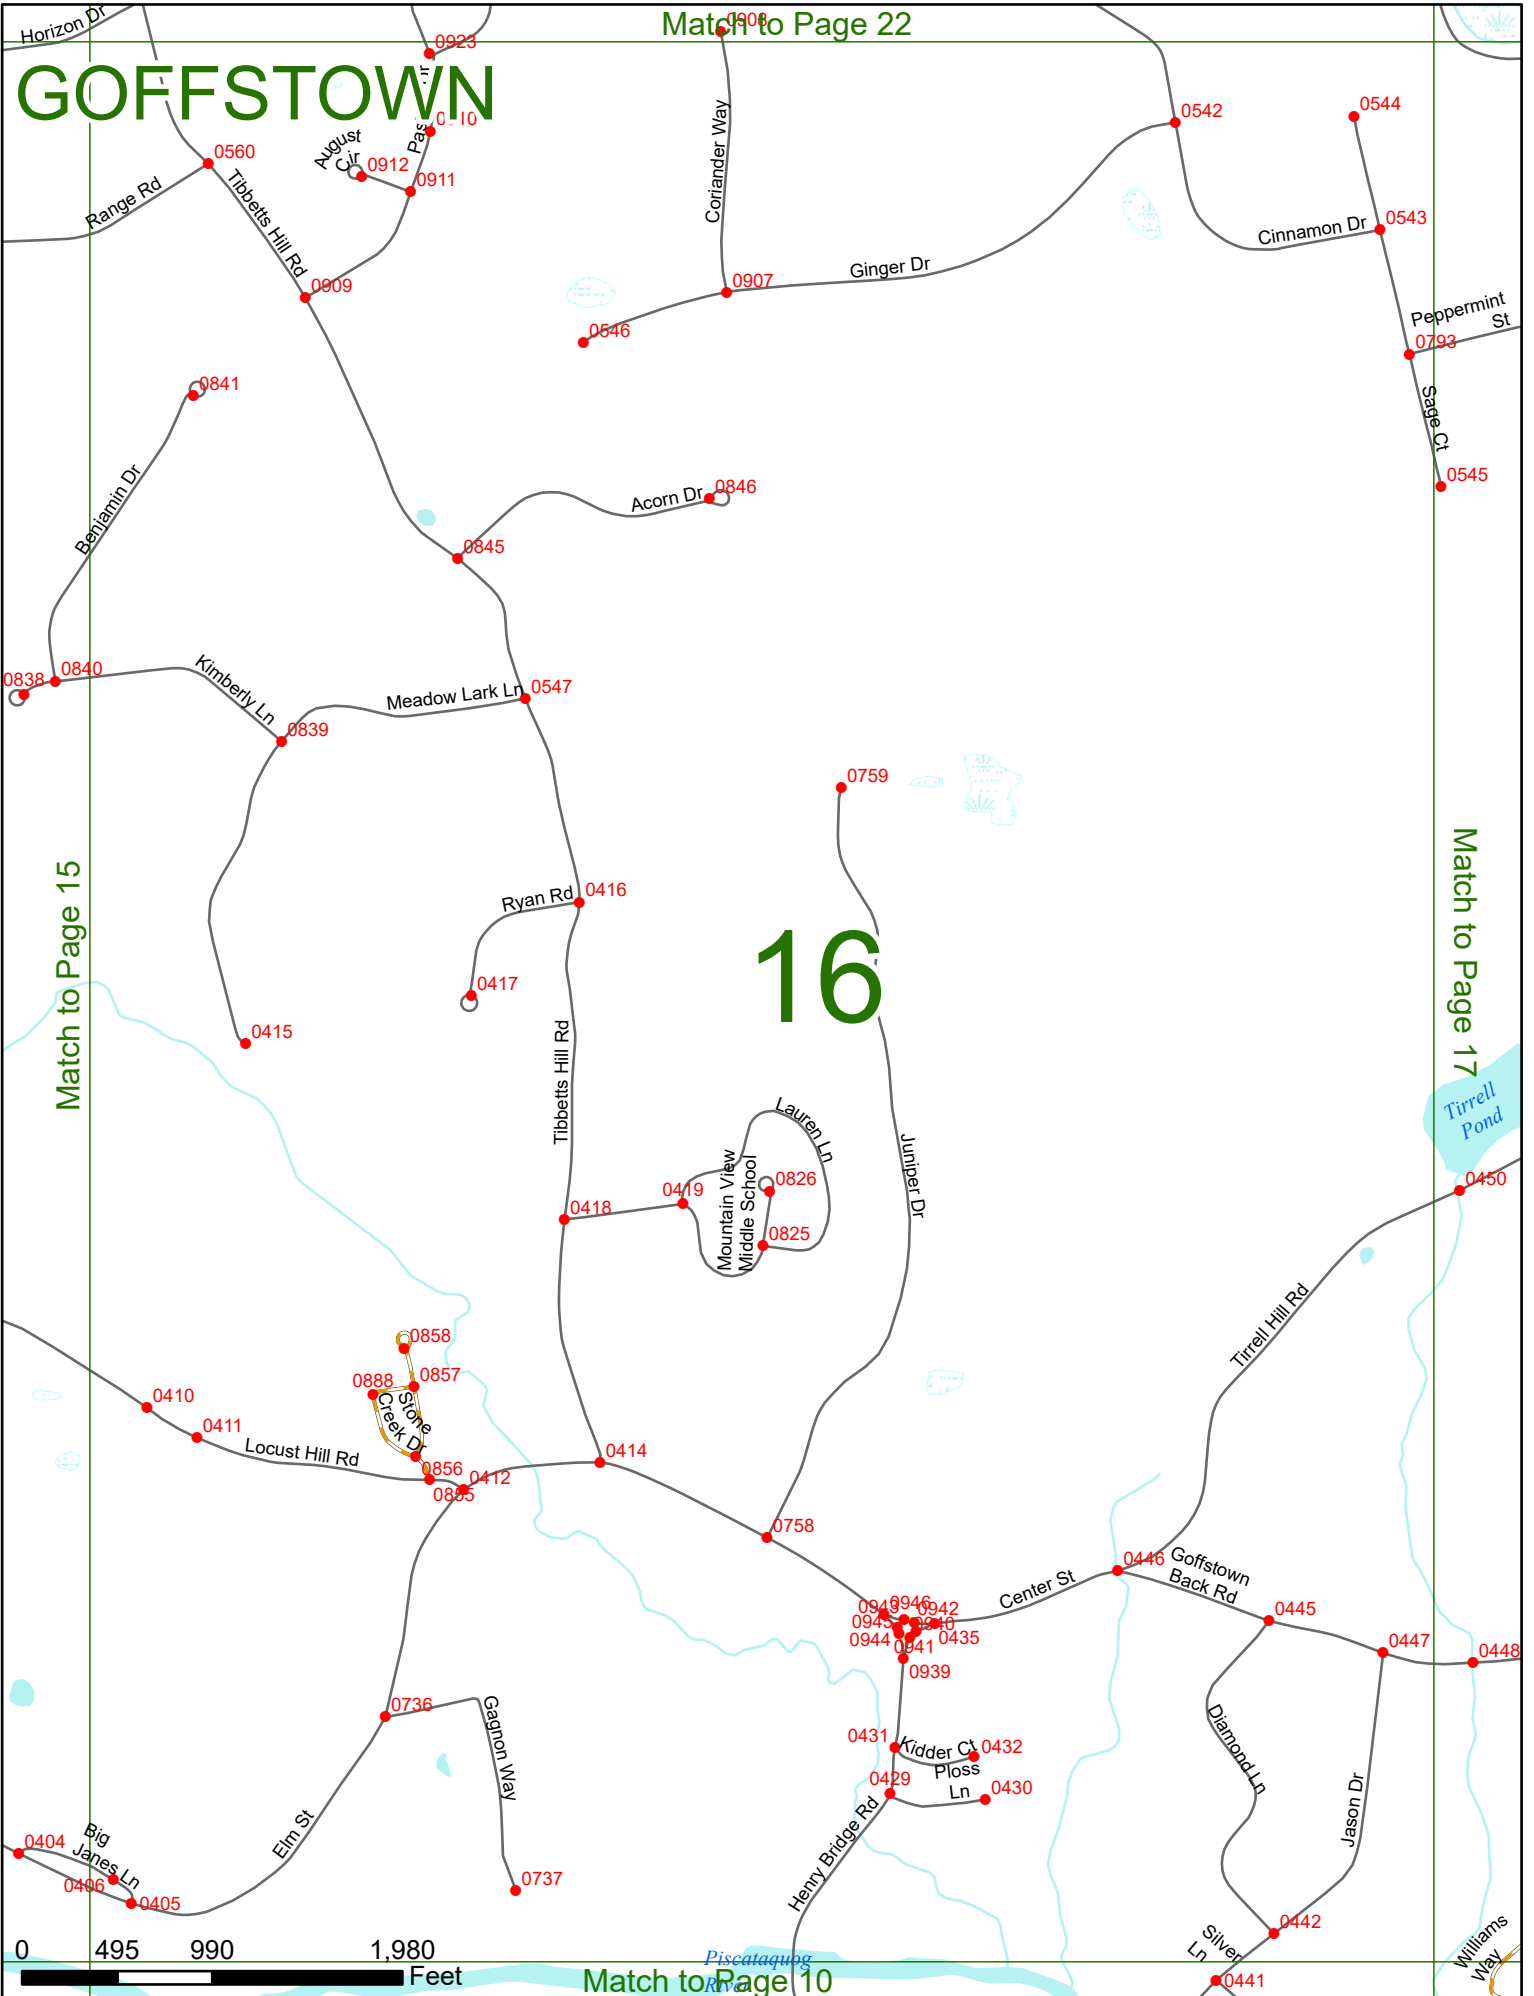 Horizon Dr
Match to Page 22
0908
0923
GOFFSTOWN
0544
0542
August
Cir
0912
0911
0560
Range Rd
Tibbetts Hill Rd
Coriander Way
Cinnamon Dr
0543
0909
Ginger Dr
0907
Peppermint
St
0546
0793
0841
Sage Ct
Benjamin Dr
Acorn Dr
0846
0545
0845
0838
0840
Kimberly Ln
Meadow Lark Ln
0547
0839
0759
Match to Page 15
Match to Page 17
Ryan Rd
0416
16
0417
0415
Tibbetts Hill Rd
Tirrell
Pond
Lauren Ln
Juniper Dr
Mountain View
Middle School
0826
0419
0418
0825
0450
Tirrell Hill Rd
0858
0857
0888
Stone
Creek Dr
0410
0411
Locust Hill Rd
0856
0412
0855
0414
0758
0446
Goffstown
Back Rd
Center St
0943
0946
0942
0945
0940
0944
0941
0435
0445
0939
0447
0448
0736
Gagnon Way
0431
Kidder Ct
0432
Ploss
Ln
0429
0430
Diamond Ln
Jason Dr
Henry Bridge Rd
Elm St
0404
Big
Janes Ln
0406
0405
0737
0442
Silver
Ln
0441
Williams
Way
0 495 990 1,980
Feet
Piscataquog
River
Match to Page 10